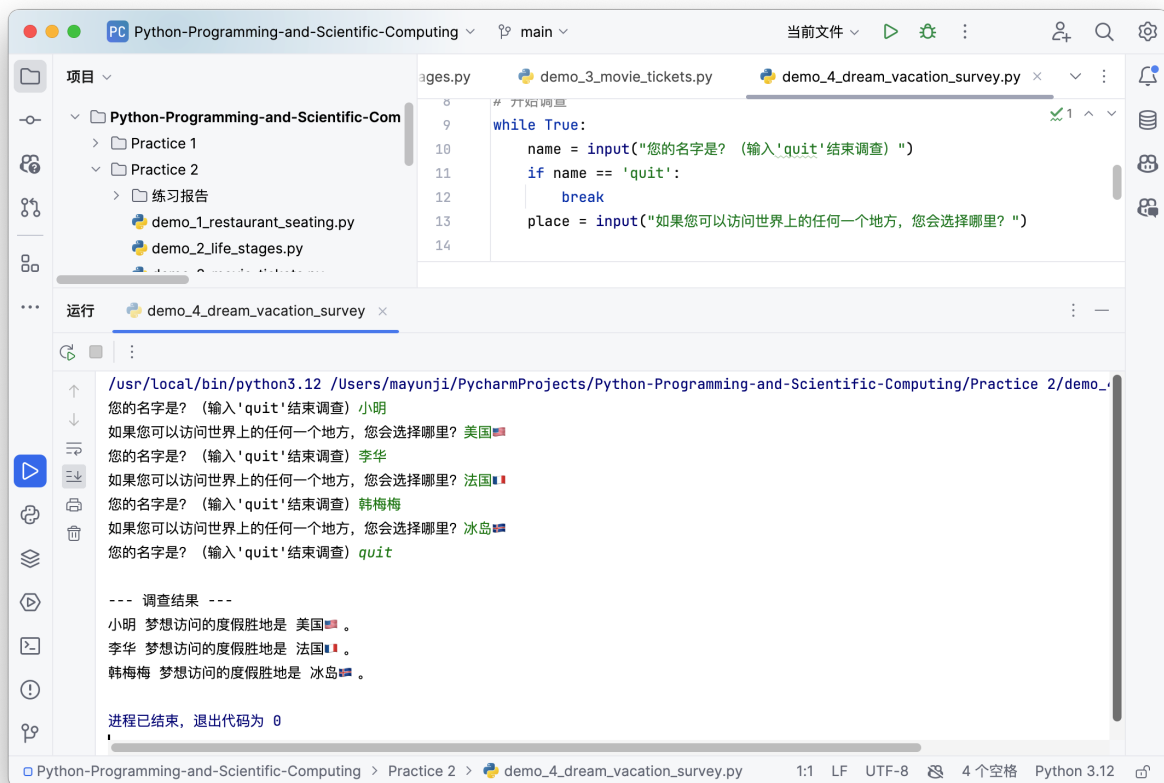 PC Python-Programming-and-Scientific-Computing main 当前文件
项目
ages.py demo_3_movie_tickets.py demo_4_dream_vacation_survey.py
Python-Programming-and-Scientific-Com
Practice 1
Practice 2
练习报告
demo_1_restaurant_seating.py
demo_2_life_stages.py
8 # 开始调查
9 while True:
10 name = input("您的名字是？（输入'quit'结束调查）")
11 if name == 'quit':
12 break
13 place = input("如果您可以访问世界上的任何一个地方，您会选择哪里？")
14
1
运行 demo_4_dream_vacation_survey
/usr/local/bin/python3.12 /Users/mayunji/PycharmProjects/Python-Programming-and-Scientific-Computing/Practice 2/demo_4
您的名字是？（输入'quit'结束调查）小明
如果您可以访问世界上的任何一个地方，您会选择哪里？美国🇺🇸
您的名字是？（输入'quit'结束调查）李华
如果您可以访问世界上的任何一个地方，您会选择哪里？法国🇫🇷
您的名字是？（输入'quit'结束调查）韩梅梅
如果您可以访问世界上的任何一个地方，您会选择哪里？冰岛🇮🇸
您的名字是？（输入'quit'结束调查）quit
--- 调查结果 ---
小明 梦想访问的度假胜地是 美国🇺🇸 。
李华 梦想访问的度假胜地是 法国🇫🇷 。
韩梅梅 梦想访问的度假胜地是 冰岛🇮🇸 。
进程已结束，退出代码为 0
Python-Programming-and-Scientific-Computing > Practice 2 > demo_4_dream_vacation_survey.py 1:1 LF UTF-8 4 个空格 Python 3.12